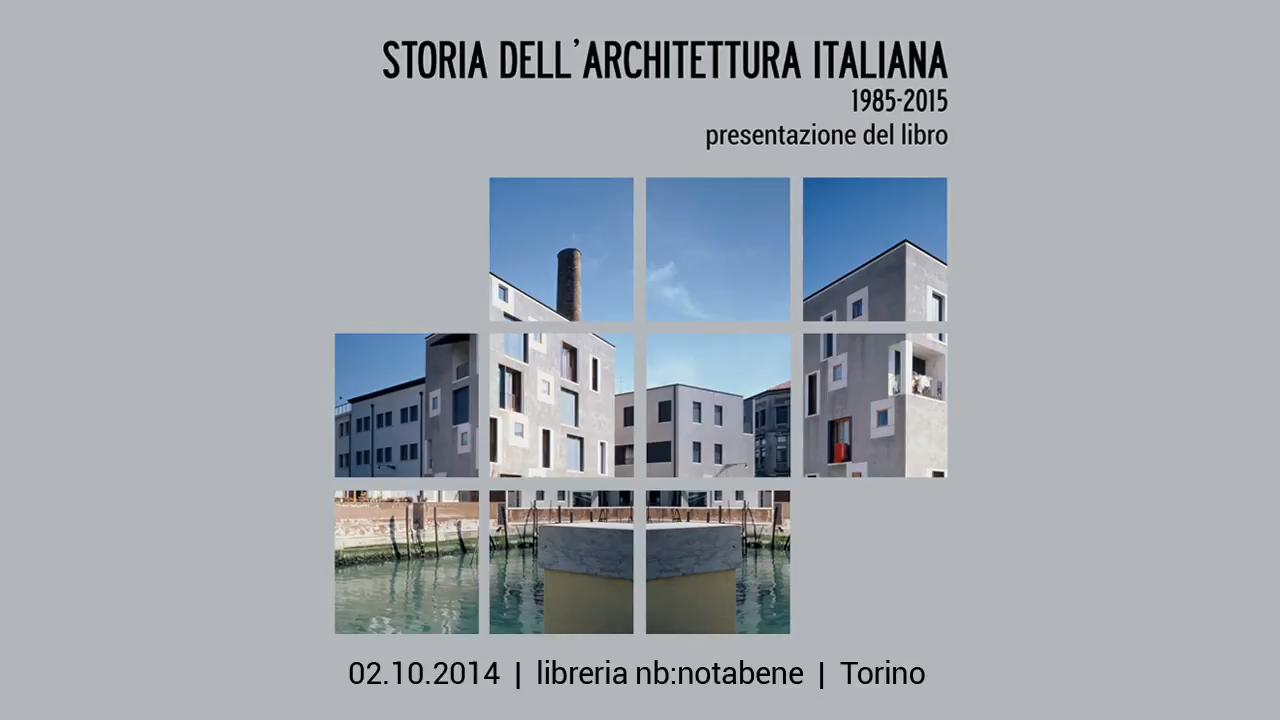 STORIA DELL'ARCHITETTURA ITALIANA
1985-2015
presentazione del libro
02.10.2014 | libreria nb:notabene | Torino